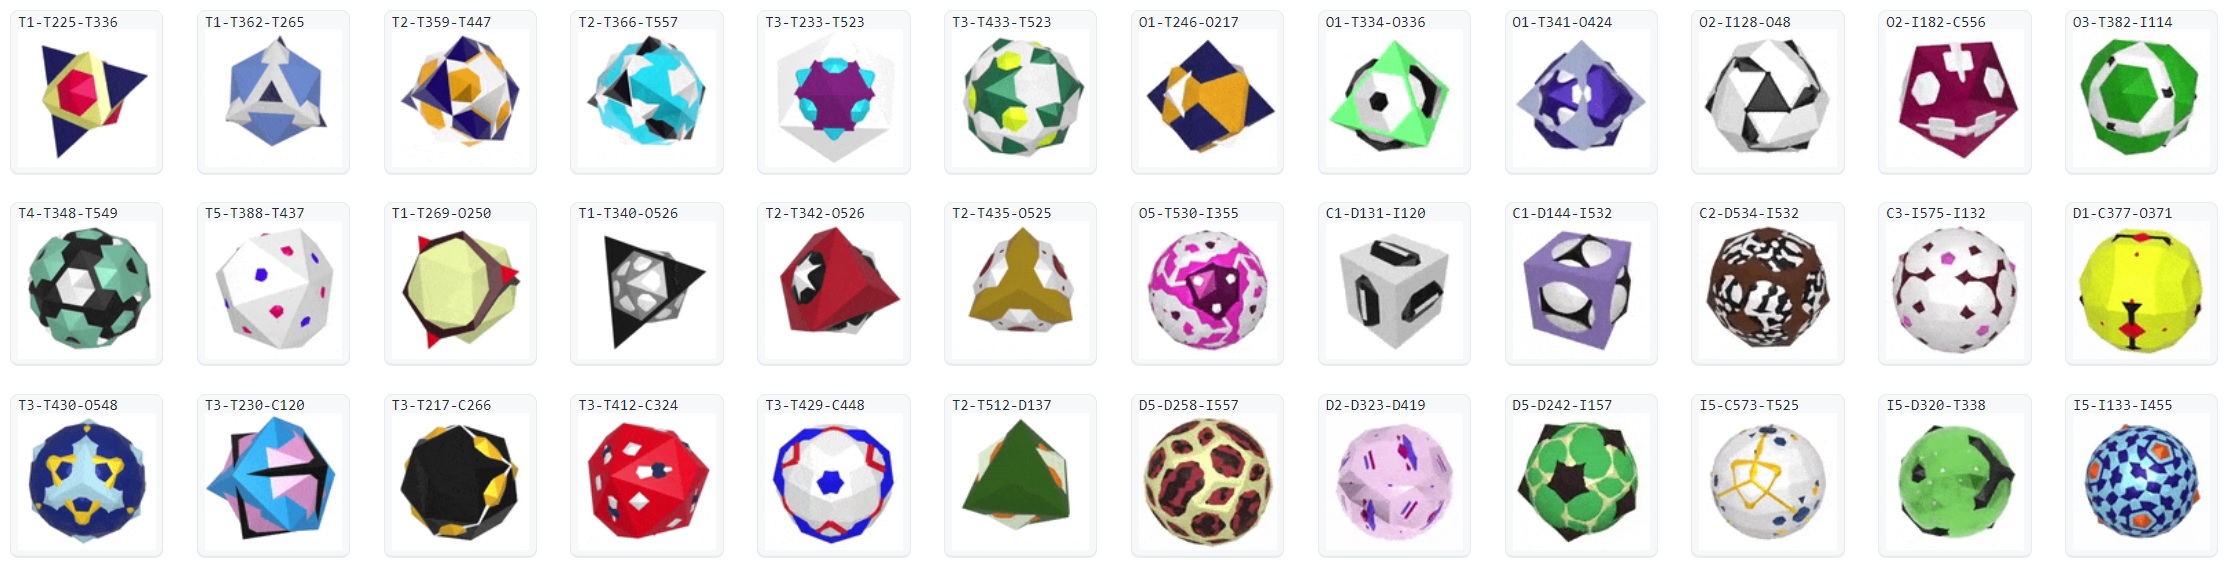 T1-T225-T336 T1-T362-T265 T2-T359-T447 T2-T366-T557 T3-T233-T523 T3-T433-T523 O1-T246-O217 O1-T334-O336 O1-T341-O424 O2-I128-O48 O2-I182-C556 O3-T382-I114
T4-T348-T549 T5-T388-T437 T1-T269-O250 T1-T340-O526 T2-T342-O526 T2-T435-O525 O5-T530-I355 C1-D131-I120 C1-D144-I532 C2-D534-I532 C3-I575-I132 D1-C377-O371
T3-T430-O548 T3-T230-C120 T3-T217-C266 T3-T412-C324 T3-T429-C448 T2-T512-D137 D5-D258-I557 D2-D323-D419 D5-D242-I157 I5-C573-T525 I5-D320-T338 I5-I133-I455